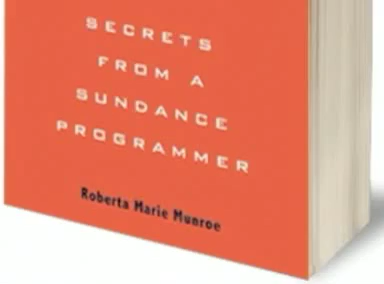 SECRETS
FROM A
SUNDANCE
PROGRAMMER
Roberta Marie Munroe